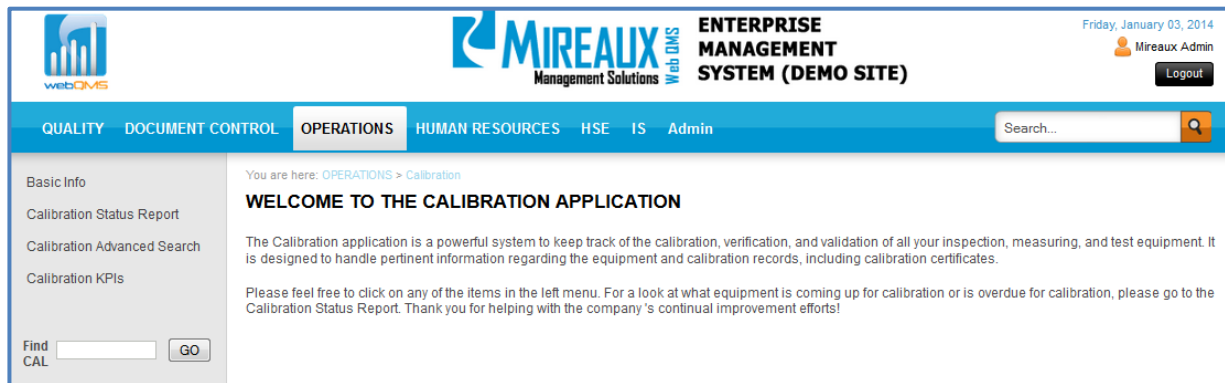 webQMS
MIREAUX
Management Solutions
Web QMS
ENTERPRISE
MANAGEMENT
SYSTEM (DEMO SITE)
Friday, January 03, 2014
Mireaux Admin
Logout
QUALITY DOCUMENT CONTROL OPERATIONS HUMAN RESOURCES HSE IS Admin
Search...
Basic Info
Calibration Status Report
Calibration Advanced Search
Calibration KPIs
Find
CAL
GO
You are here: OPERATIONS > Calibration
WELCOME TO THE CALIBRATION APPLICATION
The Calibration application is a powerful system to keep track of the calibration, verification, and validation of all your inspection, measuring, and test equipment. It
is designed to handle pertinent information regarding the equipment and calibration records, including calibration certificates.
Please feel free to click on any of the items in the left menu. For a look at what equipment is coming up for calibration or is overdue for calibration, please go to the
Calibration Status Report. Thank you for helping with the company 's continual improvement efforts!